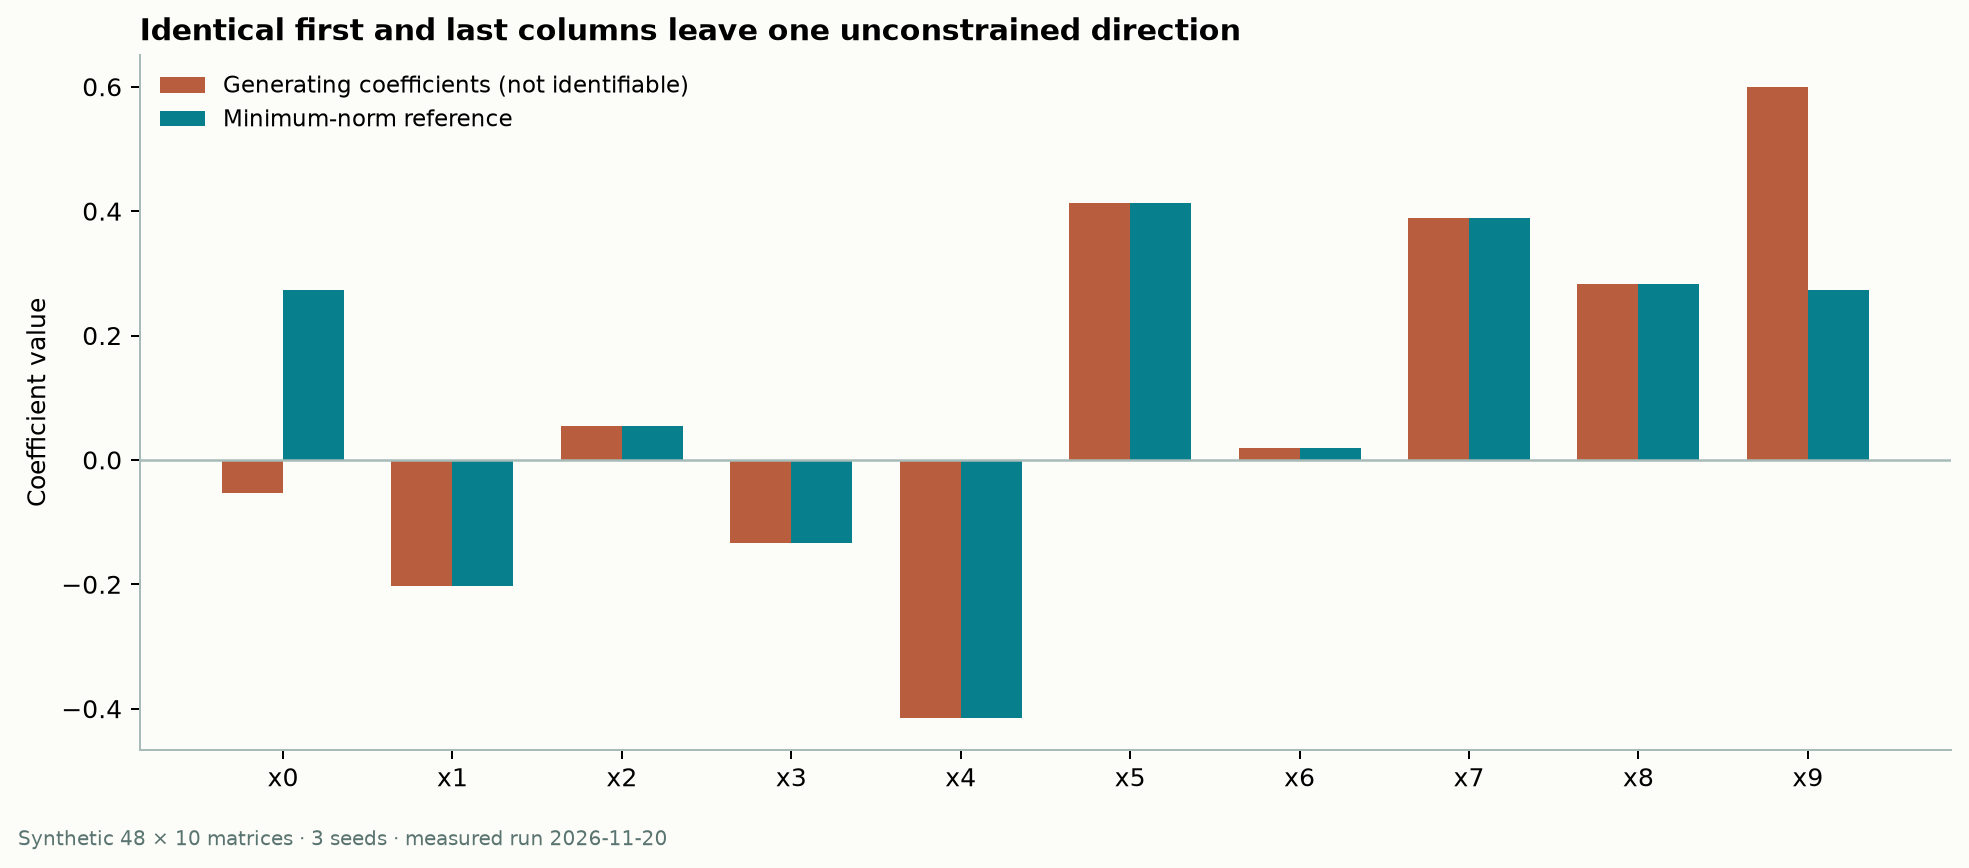 Identical first and last columns leave one unconstrained direction
Generating coefficients (not identifiable)
Minimum-norm reference
Coefficient value
0.6
0.4
0.2
0.0
−0.2
−0.4
x0 x1 x2 x3 x4 x5 x6 x7 x8 x9
Synthetic 48 × 10 matrices · 3 seeds · measured run 2026-11-20